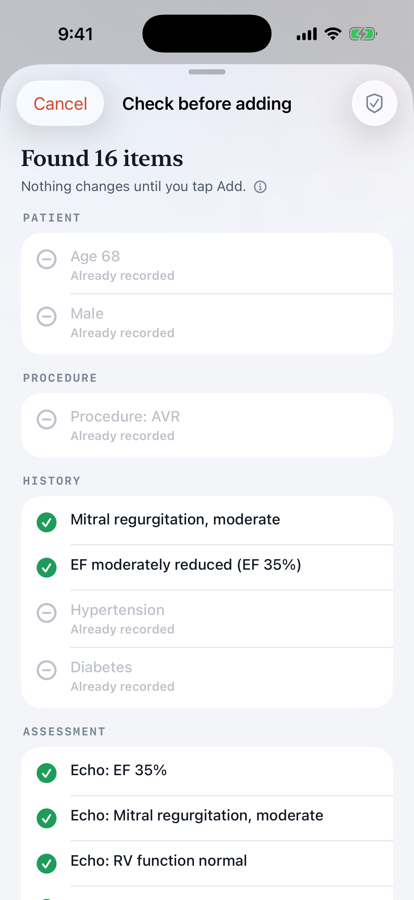 9:41
Cancel
Check before adding
Found 16 items
Nothing changes until you tap Add.
PATIENT
Age 68
Already recorded
Male
Already recorded
PROCEDURE
Procedure: AVR
Already recorded
HISTORY
Mitral regurgitation, moderate
EF moderately reduced (EF 35%)
Hypertension
Already recorded
Diabetes
Already recorded
ASSESSMENT
Echo: EF 35%
Echo: Mitral regurgitation, moderate
Echo: RV function normal